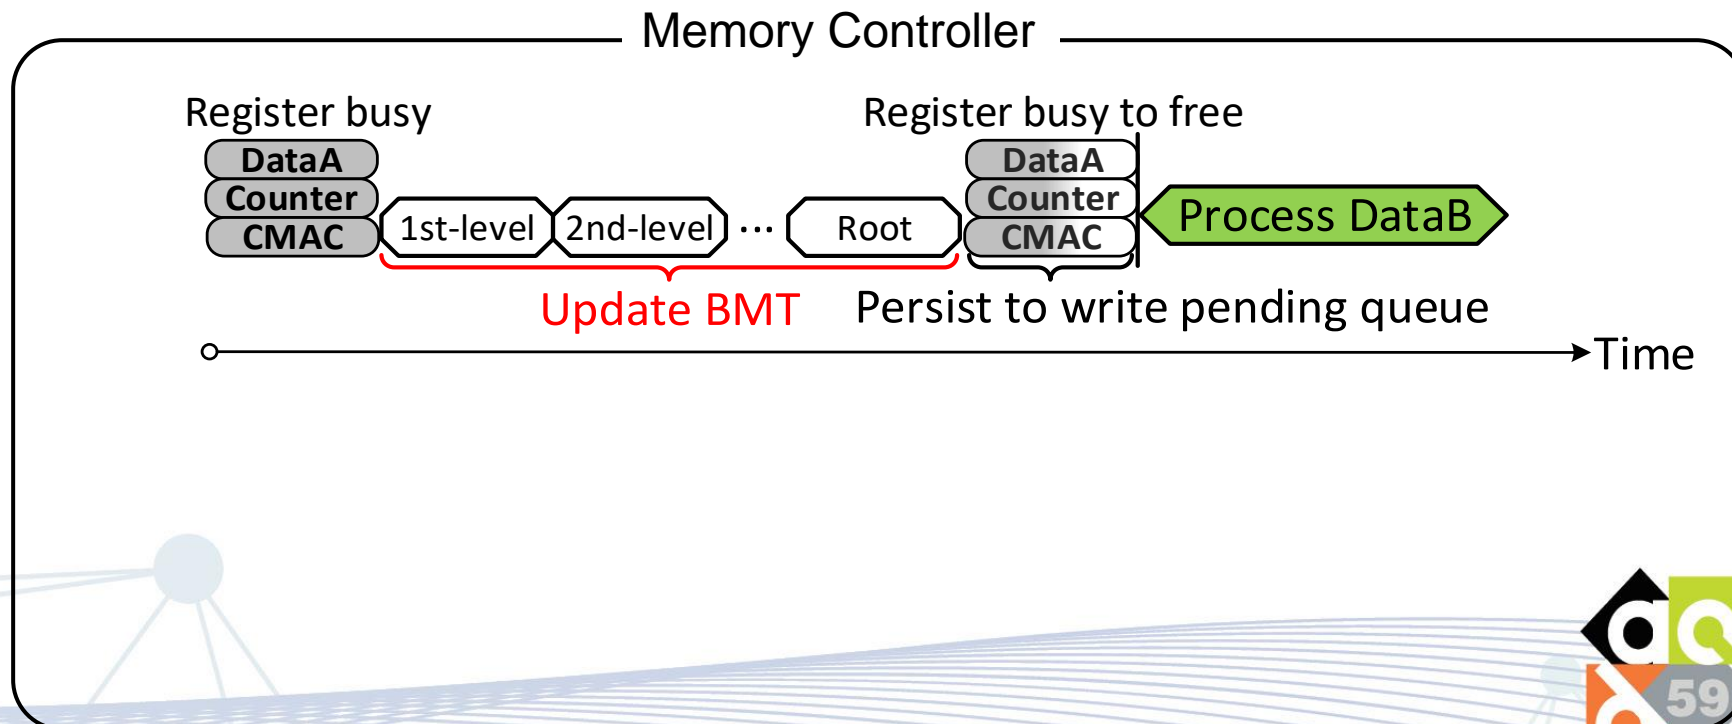 Memory Controller
Register busy
Register busy to free
DataA
Counter
CMAC
1st-level
2nd-level
...
Root
DataA
Counter
CMAC
Process DataB
Update BMT
Persist to write pending queue
Time
59